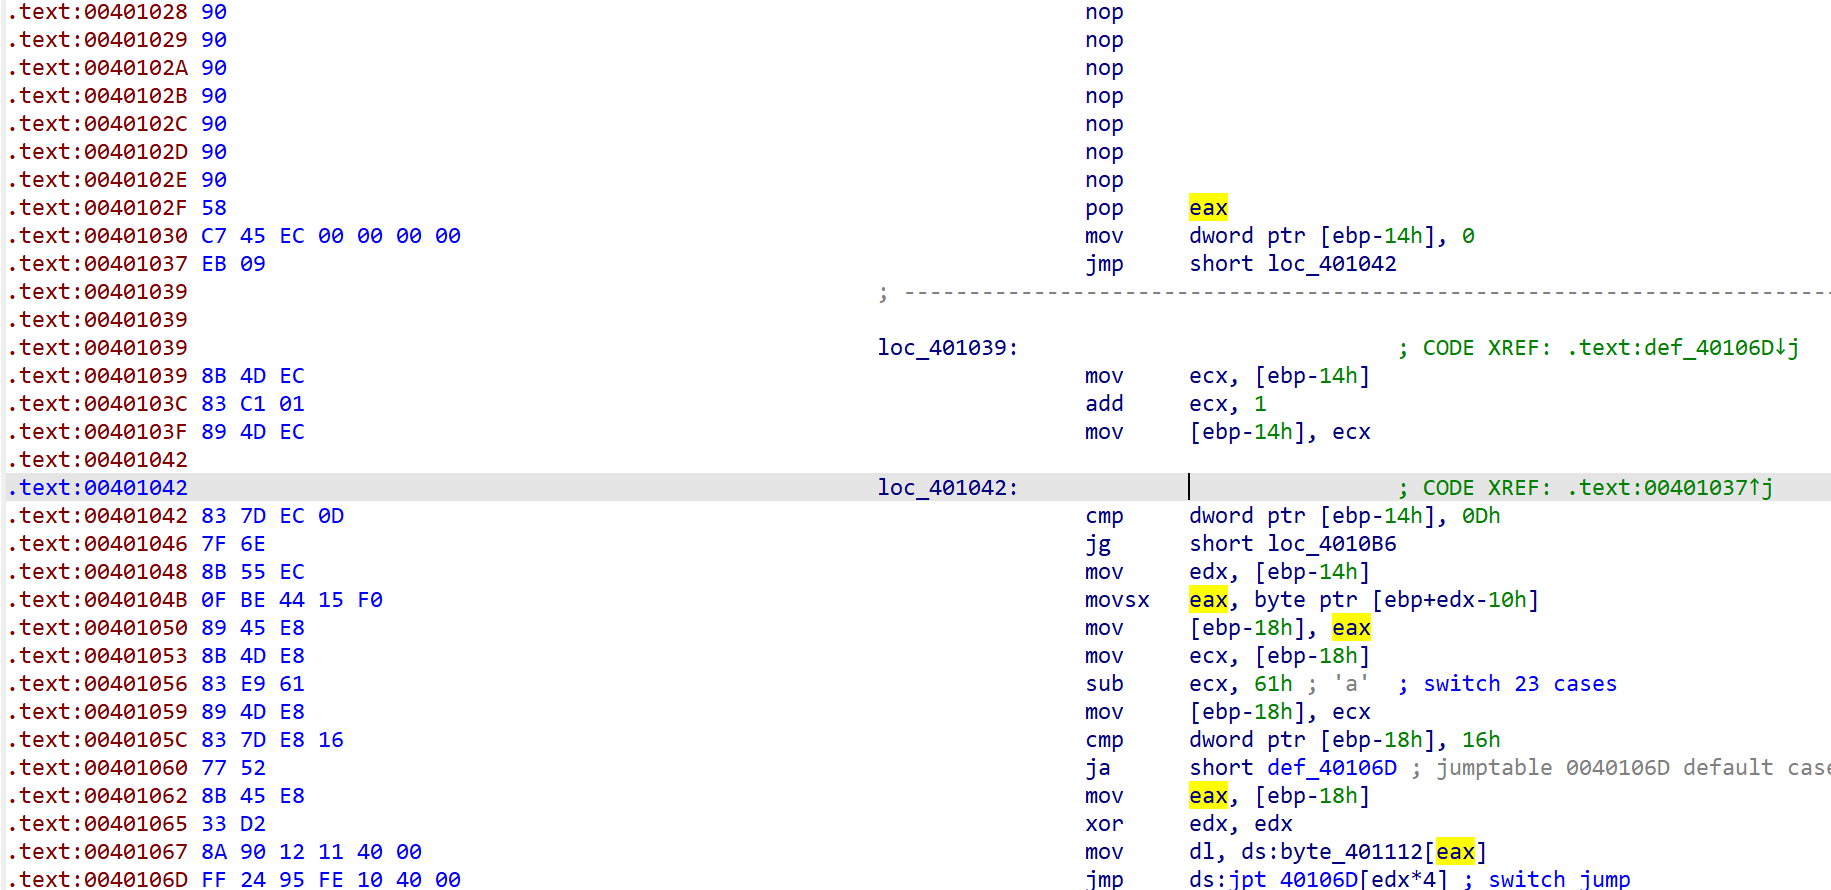 .text:00401028 90 nop
.text:00401029 90 nop
.text:0040102A 90 nop
.text:0040102B 90 nop
.text:0040102C 90 nop
.text:0040102D 90 nop
.text:0040102E 90 nop
.text:0040102F 58 pop eax
.text:00401030 C7 45 EC 00 00 00 00 mov dword ptr [ebp-14h], 0
.text:00401037 EB 09 jmp short loc_401042
.text:00401039 ; ---------------------------------------------------------------------------
.text:00401039
.text:00401039 loc_401039: ; CODE XREF: .text:def_40106D↓j
.text:00401039 8B 4D EC mov ecx, [ebp-14h]
.text:0040103C 83 C1 01 add ecx, 1
.text:0040103F 89 4D EC mov [ebp-14h], ecx
.text:00401042
.text:00401042 loc_401042: ; CODE XREF: .text:00401037↑j
.text:00401042 83 7D EC 0D cmp dword ptr [ebp-14h], 0Dh
.text:00401046 7F 6E jg short loc_4010B6
.text:00401048 8B 55 EC mov edx, [ebp-14h]
.text:0040104B 0F BE 44 15 F0 movsx eax, byte ptr [ebp+edx-10h]
.text:00401050 89 45 E8 mov [ebp-18h], eax
.text:00401053 8B 4D E8 mov ecx, [ebp-18h]
.text:00401056 83 E9 61 sub ecx, 61h ; 'a' ; switch 23 cases
.text:00401059 89 4D E8 mov [ebp-18h], ecx
.text:0040105C 83 7D E8 16 cmp dword ptr [ebp-18h], 16h
.text:00401060 77 52 ja short def_40106D ; jumptable 0040106D default case
.text:00401062 8B 45 E8 mov eax, [ebp-18h]
.text:00401065 33 D2 xor edx, edx
.text:00401067 8A 90 12 11 40 00 mov dl, ds:byte_401112[eax]
.text:0040106D FF 24 95 FE 10 40 00 jmp ds:jpt_40106D[edx*4] ; switch jump